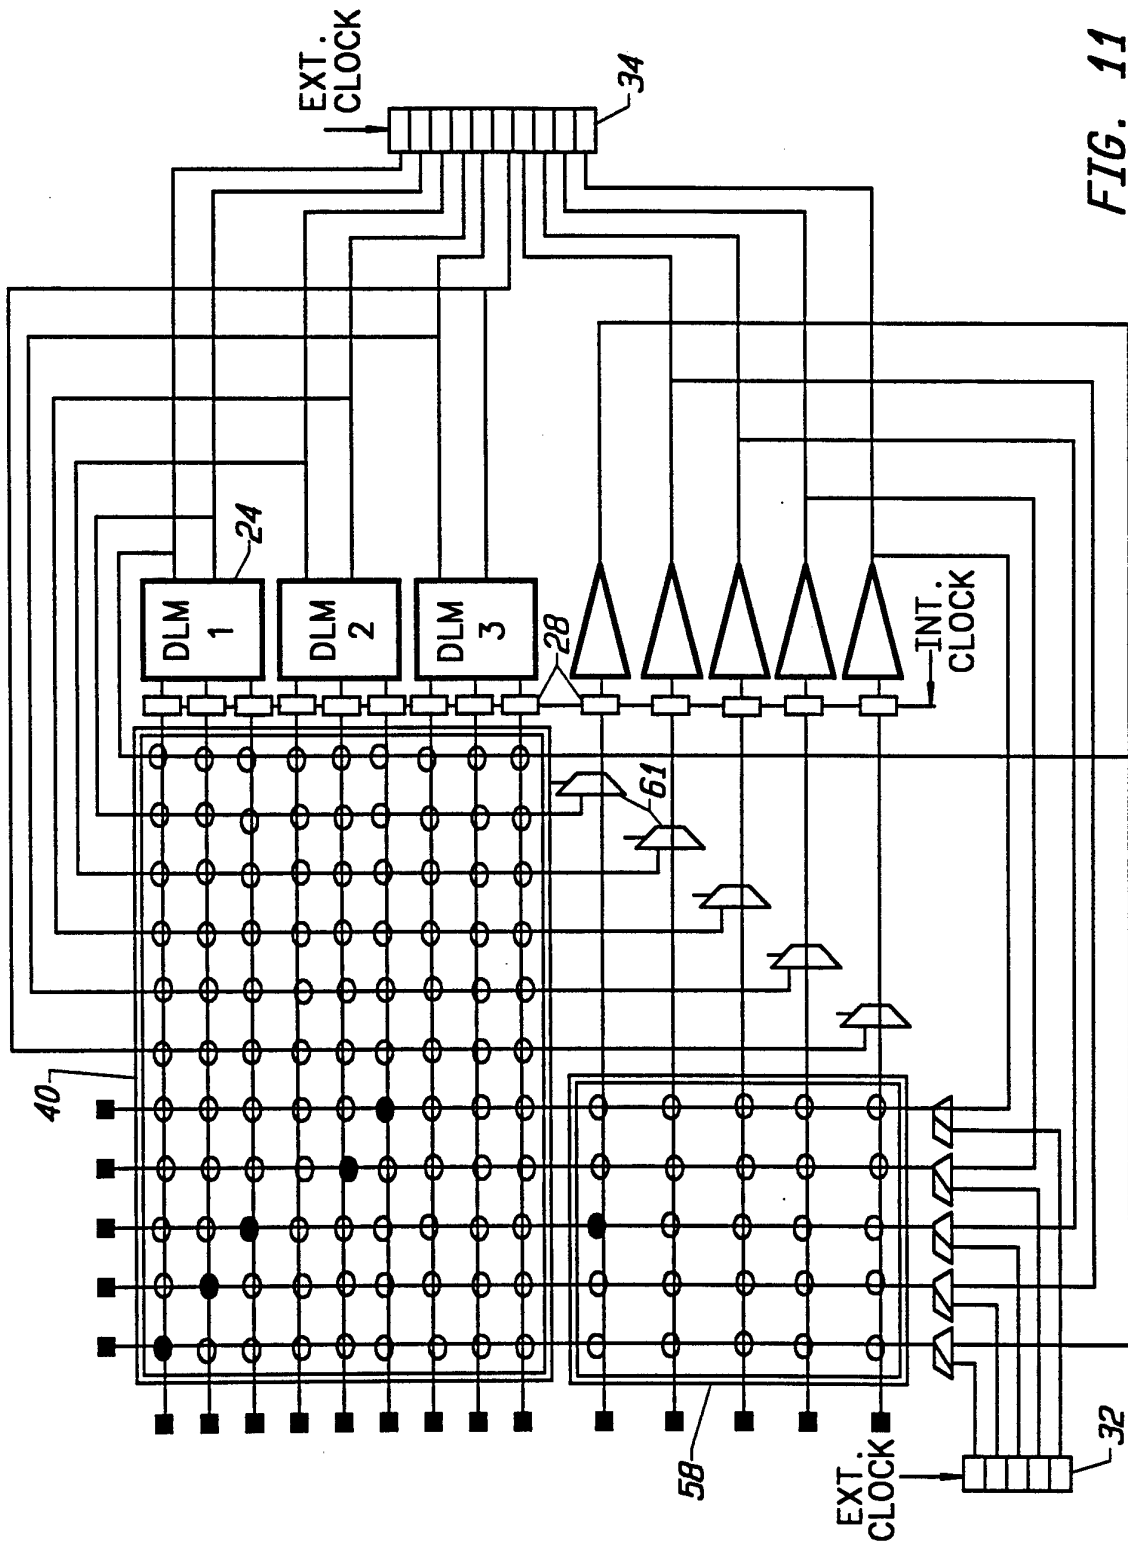 EXT.
CLOCK
34
FIG. 11
40
DLM
1
24
DLM
2
DLM
3
28
INT.
CLOCK
61
58
EXT.
CLOCK
32